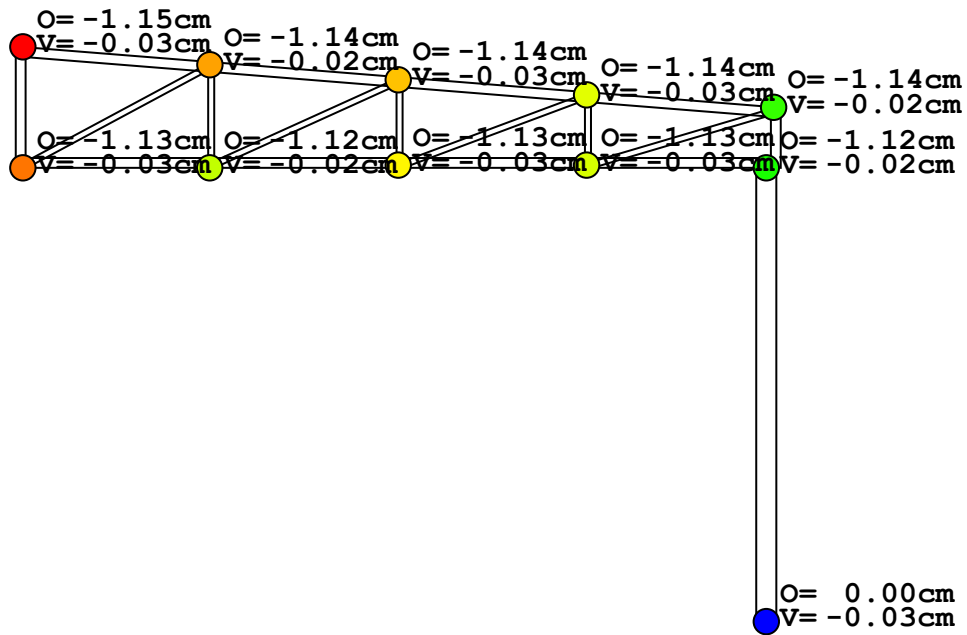 O= -1.15cm
V= -0.03cm
O= -1.14cm
V= -0.02cm
O= -1.14cm
V= -0.03cm
O= -1.14cm
V= -0.03cm
O= -1.14cm
V= -0.02cm
O= -1.13cm
V= -0.03cm
O= -1.12cm
V= -0.02cm
O= -1.13cm
V= -0.03cm
O= -1.13cm
V= -0.03cm
O= -1.12cm
V= -0.02cm
O= 0.00cm
V= -0.03cm